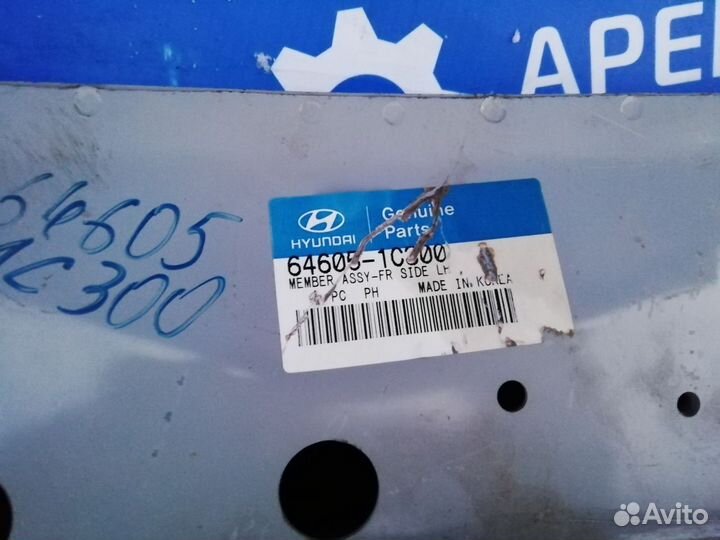 APE
64605
1C300
HYUNDAI
Genuine
Parts
64605-1C300
MEMBER ASSY-FR SIDE LH
PC PH MADE IN KOREA
Avito